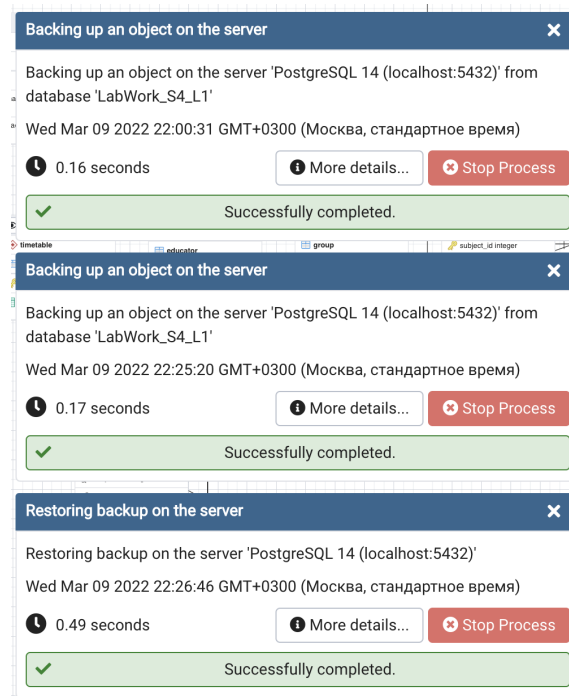 Backing up an object on the server
Backing up an object on the server 'PostgreSQL 14 (localhost:5432)' from
database 'LabWork_S4_L1'
Wed Mar 09 2022 22:00:31 GMT+0300 (Москва, стандартное время)
0.16 seconds More details... Stop Process
Successfully completed.
timetable educator group subject_id integer
Backing up an object on the server
Backing up an object on the server 'PostgreSQL 14 (localhost:5432)' from
database 'LabWork_S4_L1'
Wed Mar 09 2022 22:25:20 GMT+0300 (Москва, стандартное время)
0.17 seconds More details... Stop Process
Successfully completed.
Restoring backup on the server
Restoring backup on the server 'PostgreSQL 14 (localhost:5432)'
Wed Mar 09 2022 22:26:46 GMT+0300 (Москва, стандартное время)
0.49 seconds More details... Stop Process
Successfully completed.